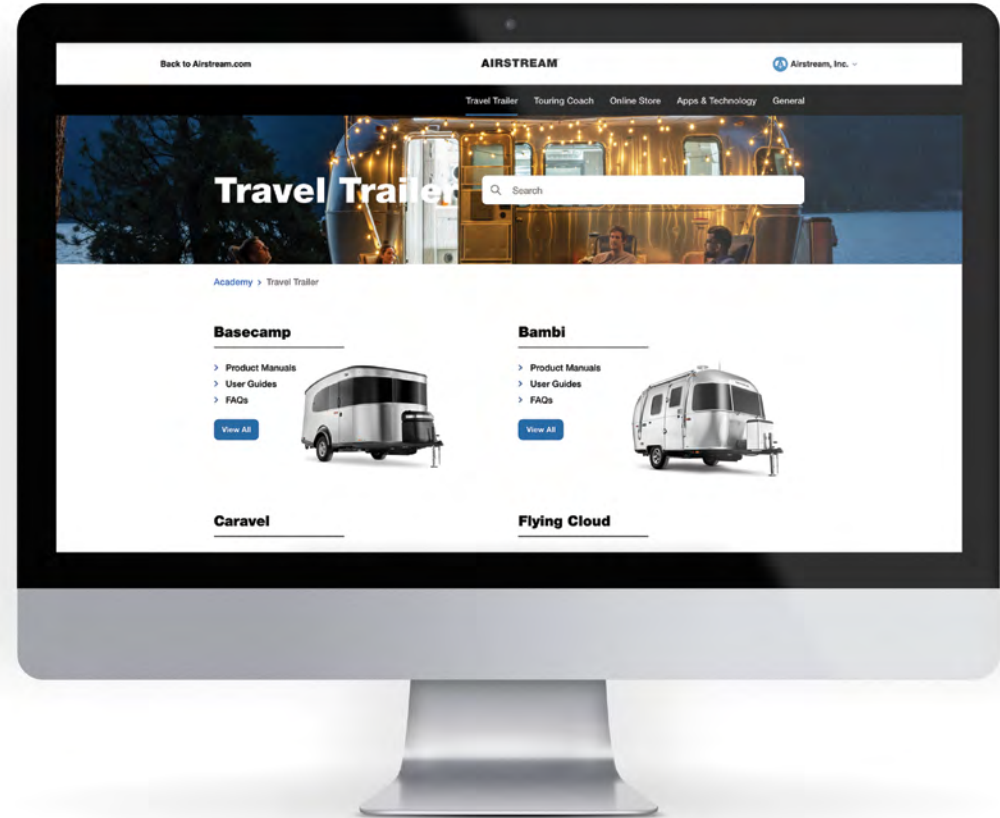 Back to Airstream.com
AIRSTREAM
Airstream, Inc.
Travel Trailer
Touring Coach
Online Store
Apps & Technology
General
Travel Trailer
Search
Academy > Travel Trailer
Basecamp
Product Manuals
User Guides
FAQs
View All
Bambi
Product Manuals
User Guides
FAQs
View All
Caravel
Flying Cloud